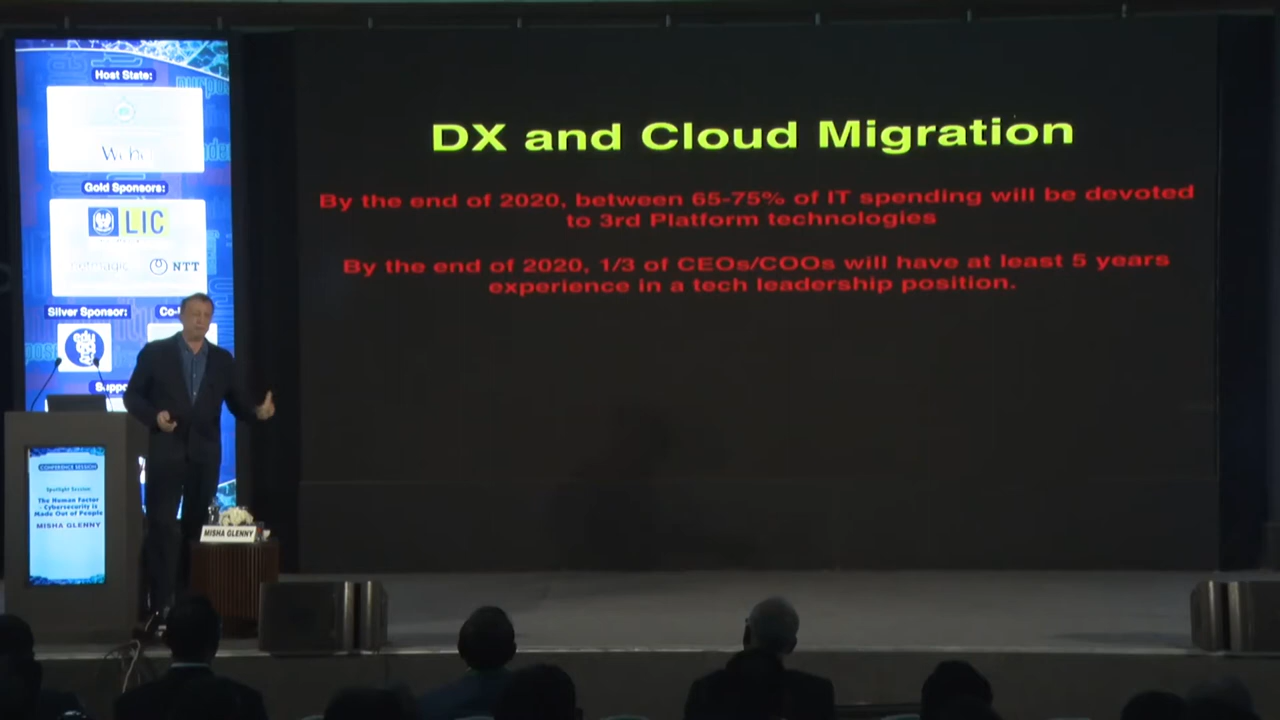 Host State:
DX and Cloud Migration
By the end of 2020, between 65-75% of IT spending will be devoted
to 3rd Platform technologies
By the end of 2020, 1/3 of CEOs/COOs will have at least 5 years
experience in a tech leadership position.
Gold Sponsors:
LIC
netmagic
NTT
Silver Sponsor:
CONFERENCE SESSION
Spotlight Session:
The Human Factor
- Cybersecurity is
Made Out of People
MISHA GLENNY
MISHA GLENNY